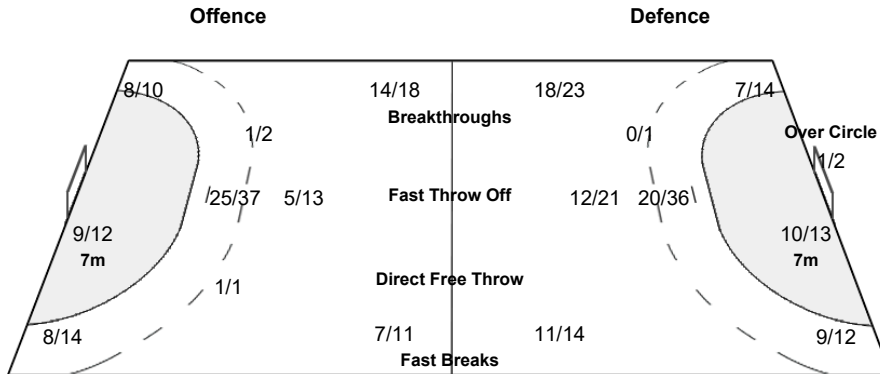 Offence Defence
8/10 14/18 18/23 7/14
Breakthroughs
1/2 0/1 Over Circle
1/2
25/37 5/13 Fast Throw Off 12/21 20/36
9/12 10/13
7m 7m
Direct Free Throw
1/1
8/14 7/11 11/14 9/12
Fast Breaks